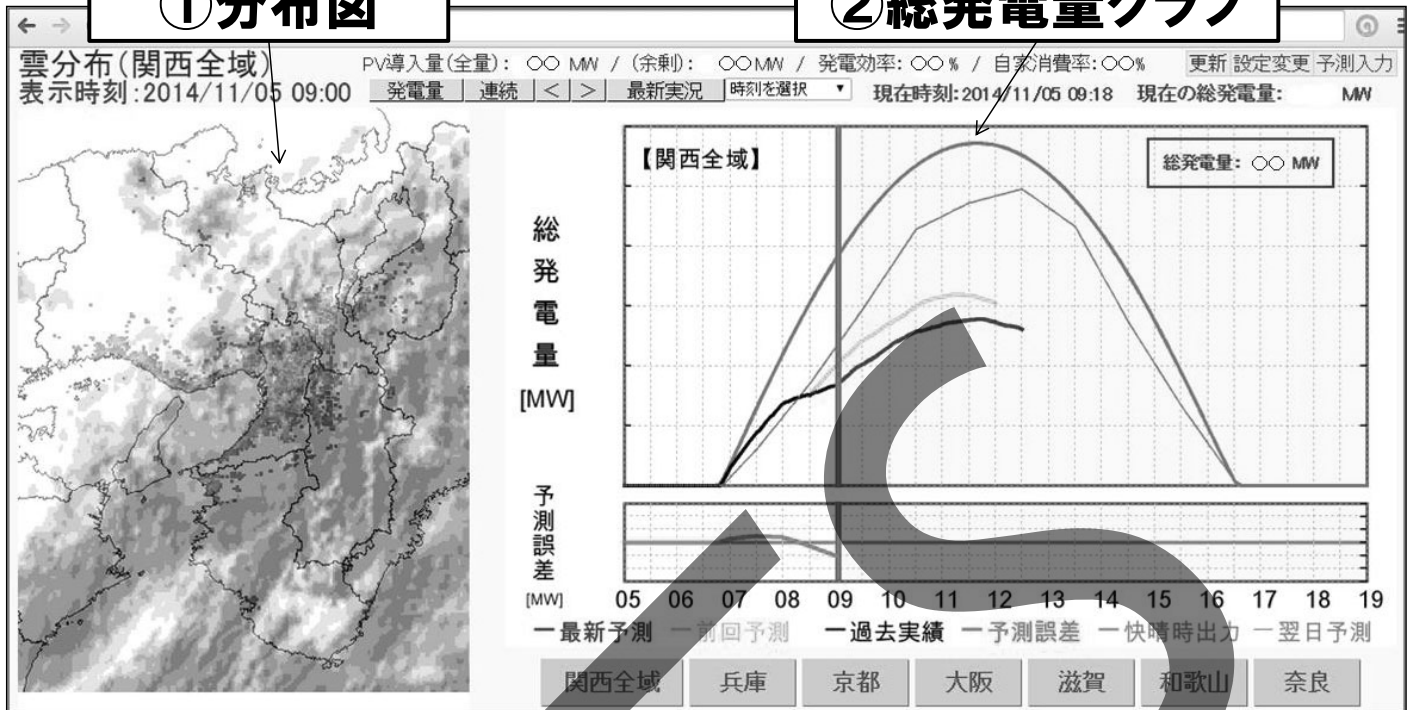 ①分布図
②総発電量グラフ
雲分布(関西全域)
表示時刻:2014/11/05 09:00
PV導入量(全量): ○○ MW / (余剰): ○○MW / 発電効率:○○% / 自家消費率:○○%
更新 設定変更 予測入力
発電量 連続 < > 最新実況 時刻を選択 ▼ 現在時刻:2014/11/05 09:18 現在の総発電量: MW
【関西全域】
総発電量: ○○ MW
総発電量
[MW]
予測誤差
[MW]
05 06 07 08 09 10 11 12 13 14 15 16 17 18 19
ー最新予測 ー前回予測 ー過去実績 ー予測誤差 ー快晴時出力 ー翌日予測
関西全域 兵庫 京都 大阪 滋賀 和歌山 奈良